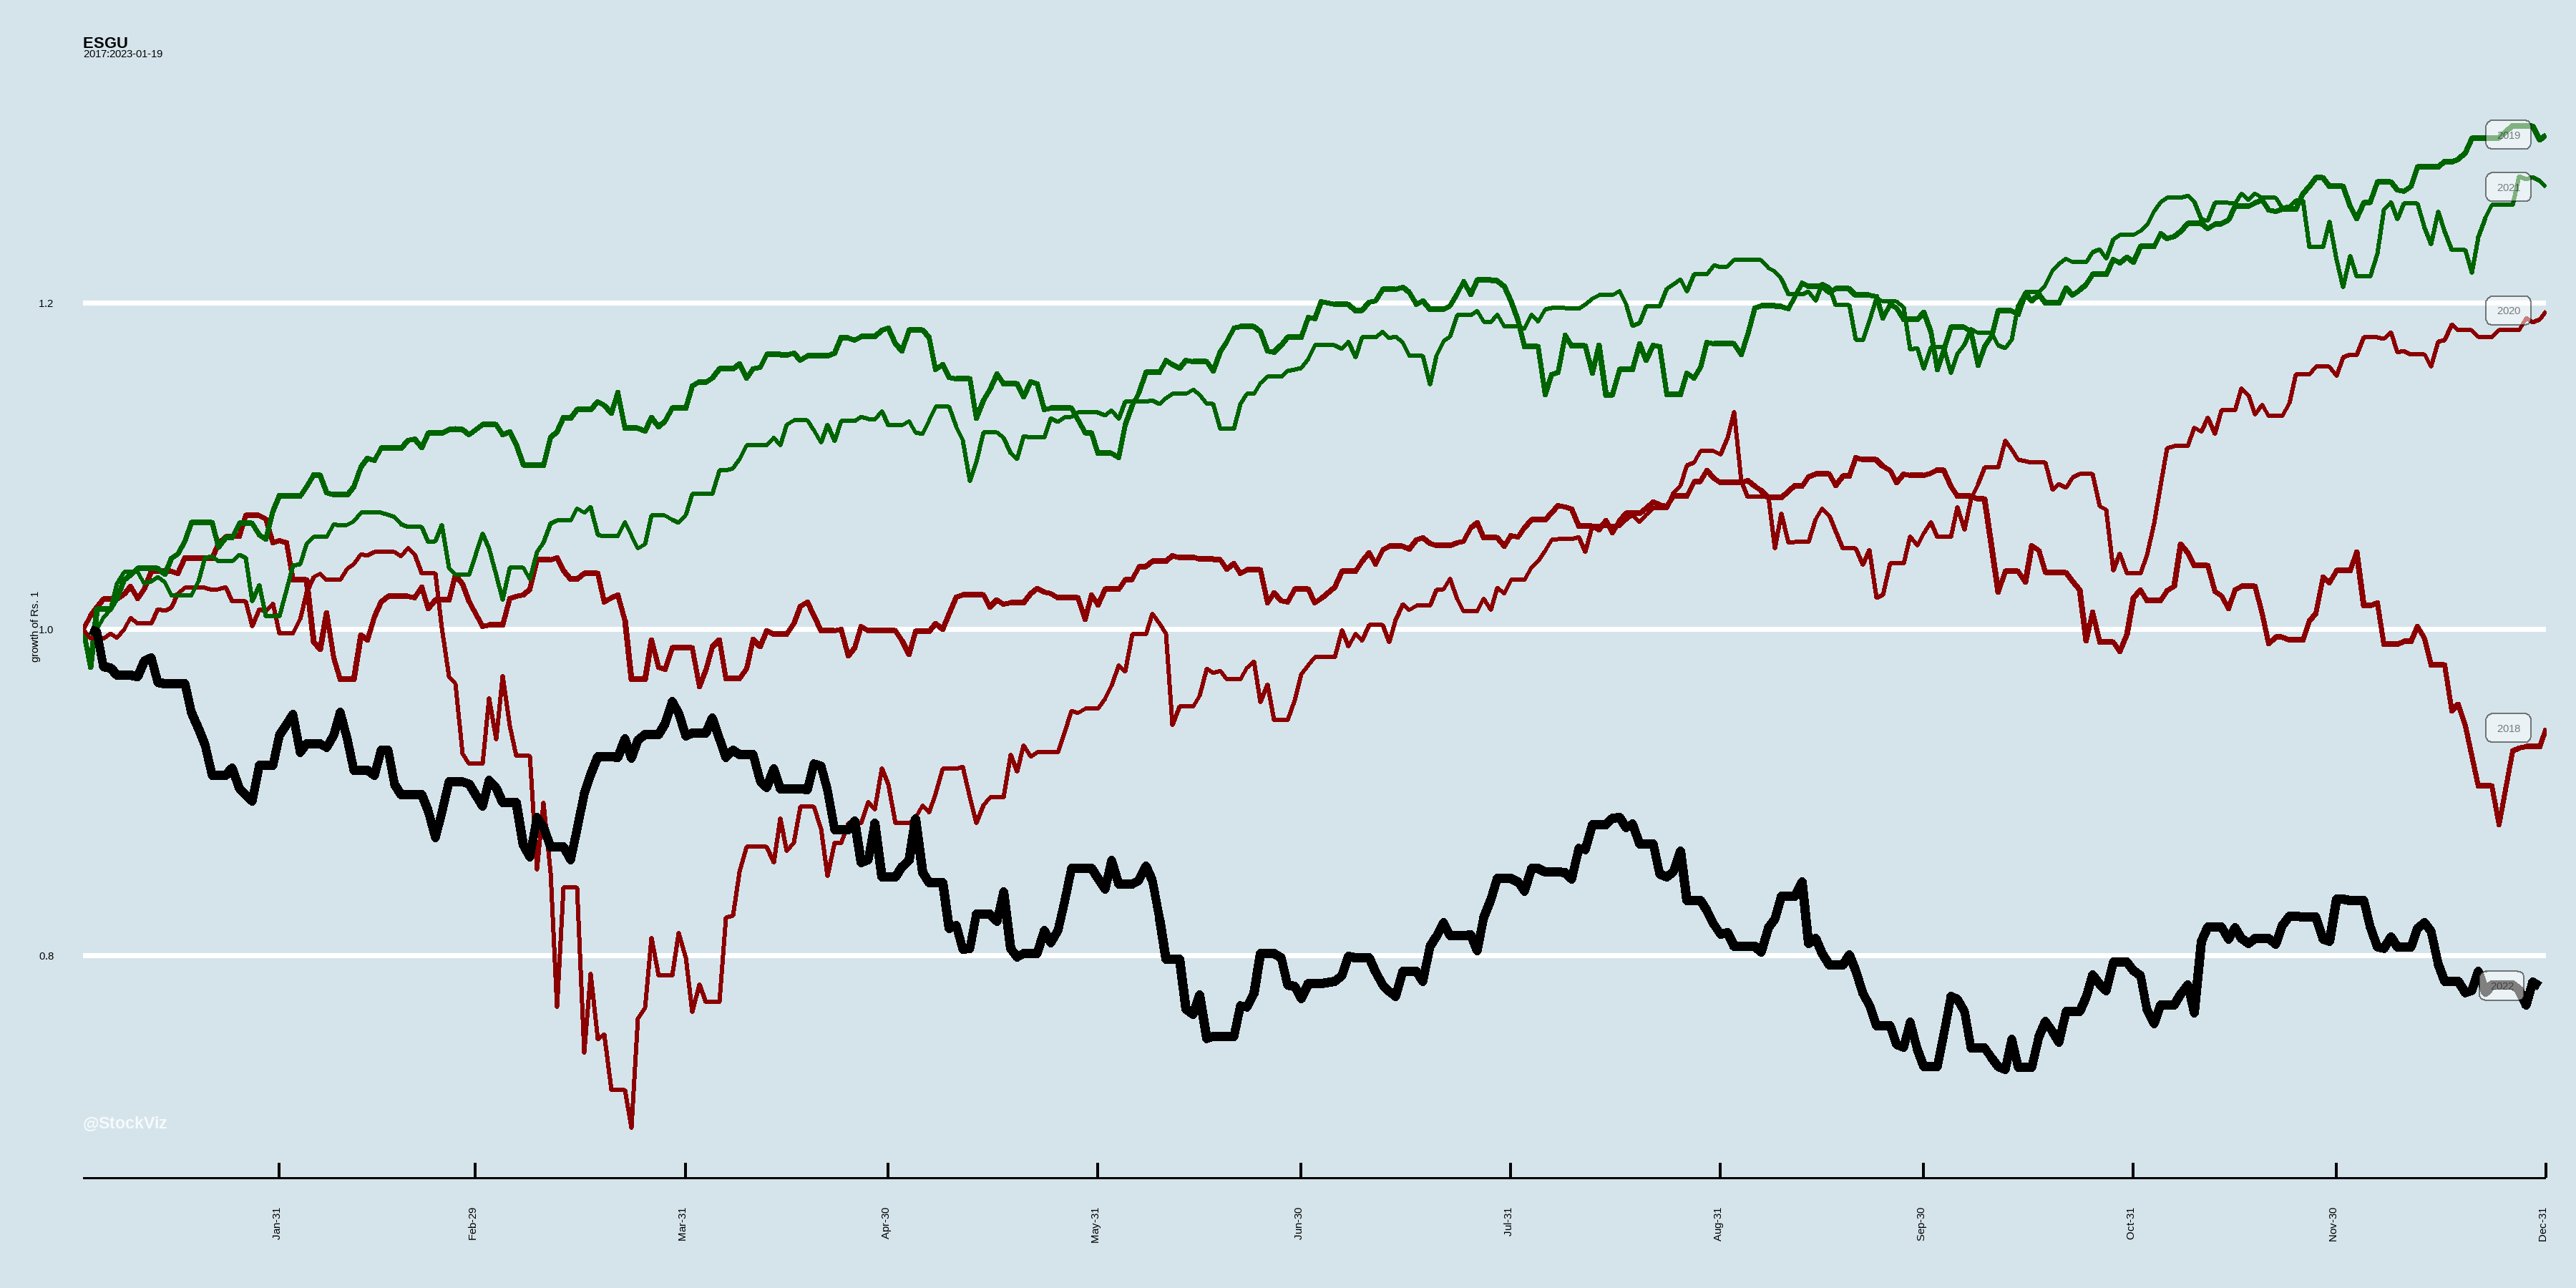 ESGU
2017:2023-01-19
2019
2021
1.2
2020
growth of Rs. 1
1.0
2018
0.8
2022
@StockViz
Jan-31
Feb-29
Mar-31
Apr-30
May-31
Jun-30
Jul-31
Aug-31
Sep-30
Oct-31
Nov-30
Dec-31